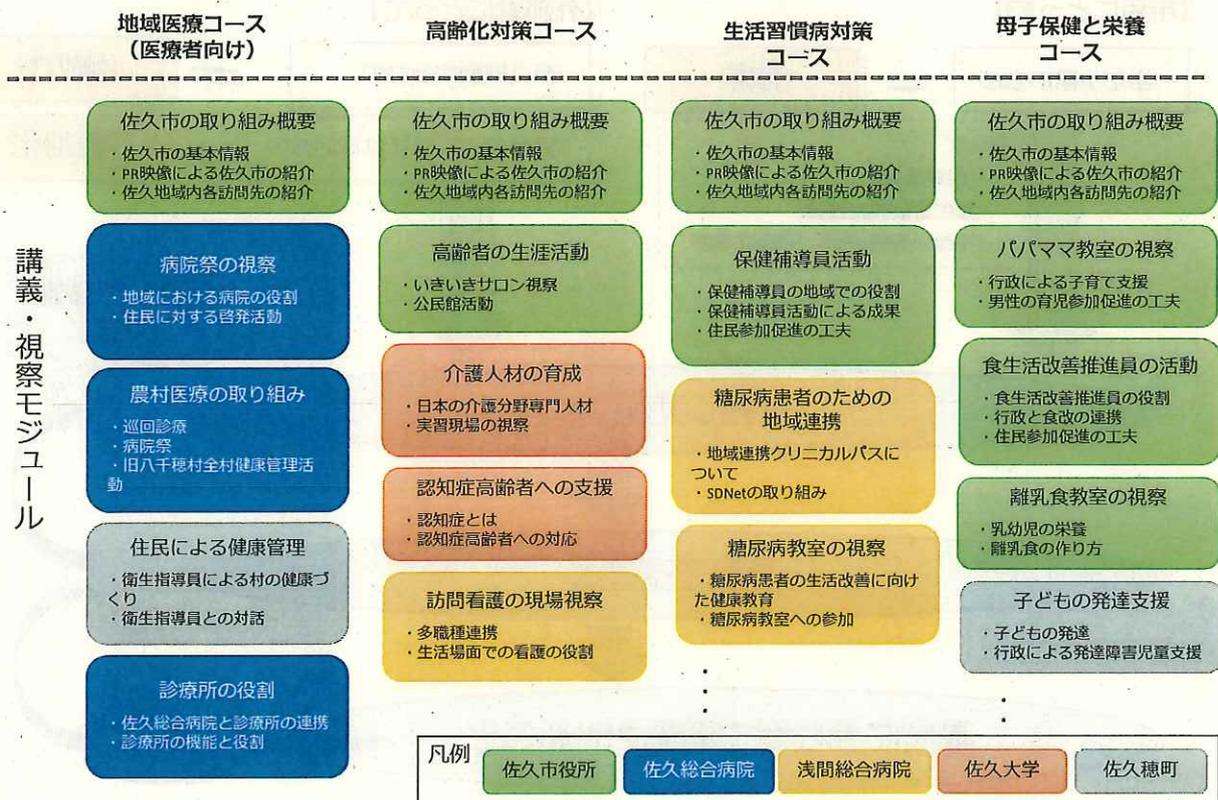 地域医療コース
（医療者向け）
高齢化対策コース
生活習慣病対策
コース
母子保健と栄養
コース
講義・視察モジュール
佐久市の取り組み概要
・佐久市の基本情報
・PR映像による佐久市の紹介
・佐久地域内各訪問先の紹介
病院祭の視察
・地域における病院の役割
・住民に対する啓発活動
農村医療の取り組み
・巡回診療
・病院祭
・旧八千穂村全村健康管理活
動
住民による健康管理
・衛生指導員による村の健康づ
くり
・衛生指導員との対話
診療所の役割
・佐久総合病院と診療所の連携
・診療所の機能と役割
佐久市の取り組み概要
・佐久市の基本情報
・PR映像による佐久市の紹介
・佐久地域内各訪問先の紹介
高齢者の生涯活動
・いきいきサロン視察
・公民館活動
介護人材の育成
・日本の介護分野専門人材
・実習現場の視察
認知症高齢者への支援
・認知症とは
・認知症高齢者への対応
訪問看護の現場視察
・多職種連携
・生活場面での看護の役割
佐久市の取り組み概要
・佐久市の基本情報
・PR映像による佐久市の紹介
・佐久地域内各訪問先の紹介
保健補導員活動
・保健補導員の地域での役割
・保健補導員活動による成果
・住民参加促進の工夫
糖尿病患者のための
地域連携
・地域連携クリニカルパスに
ついて
・SDNetの取り組み
糖尿病教室の視察
・糖尿病患者の生活改善に向け
た健康教育
・糖尿病教室への参加
佐久市の取り組み概要
・佐久市の基本情報
・PR映像による佐久市の紹介
・佐久地域内各訪問先の紹介
パパママ教室の視察
・行政による子育て支援
・男性の育児参加促進の工夫
食生活改善推進員の活動
・食生活改善推進員の役割
・行政と食改の連携
・住民参加促進の工夫
離乳食教室の視察
・乳幼児の栄養
・離乳食の作り方
子どもの発達支援
・子どもの発達
・行政による発達障害児童支援
凡例
佐久市役所
佐久総合病院
浅間総合病院
佐久大学
佐久穂町